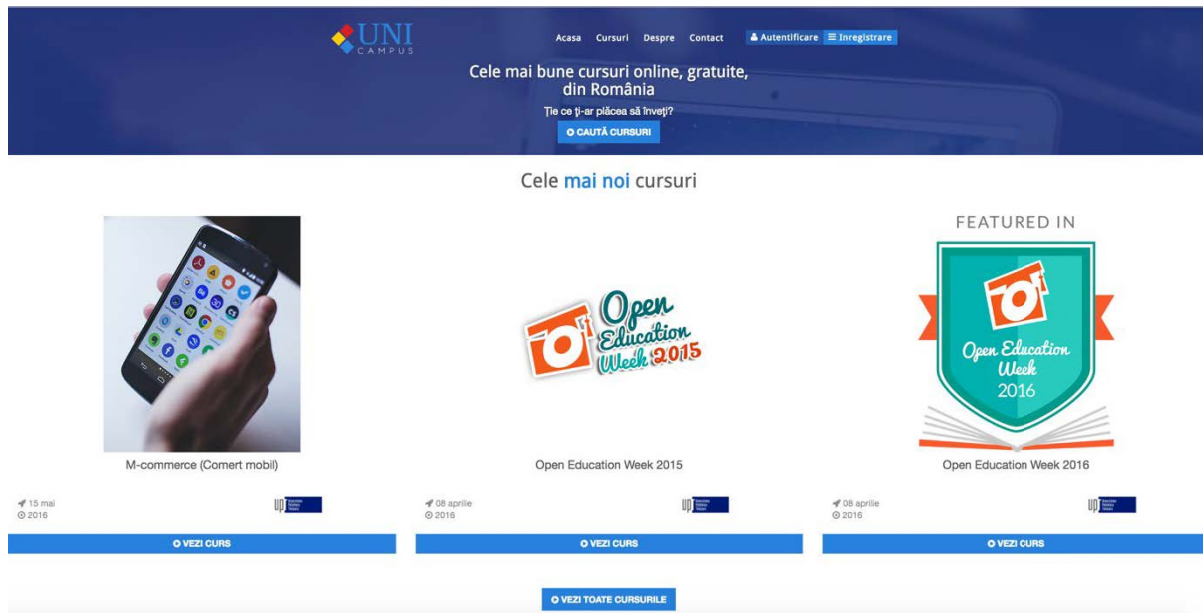 UNI
CAMPUS
Acasa Cursuri Despre Contact Autentificare Inregistrare
Cele mai bune cursuri online, gratuite,
din România
Ție ce ți-ar plăcea să înveți?
CAUTĂ CURSURI
Cele mai noi cursuri
Open
Education
Week 2015
FEATURED IN
Open Education
Week
2016
M-commerce (Comert mobil)
Open Education Week 2015
Open Education Week 2016
15 mai
2016
08 aprilie
2016
08 aprilie
2016
VEZI CURS
VEZI CURS
VEZI CURS
VEZI TOATE CURSURILE